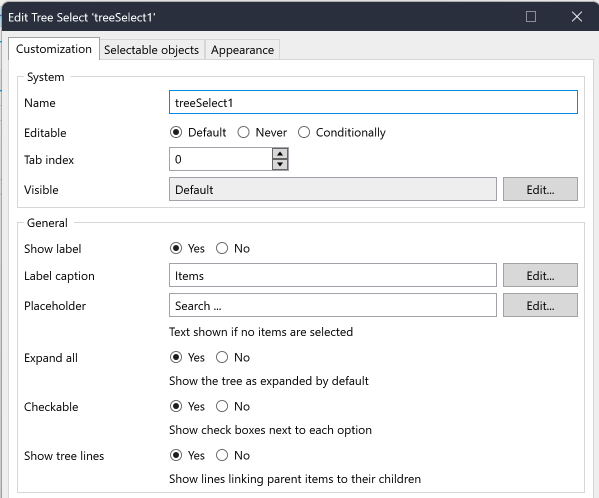 Edit Tree Select 'treeSelect1'
Customization Selectable objects Appearance
System
Name treeSelect1
Editable Default Never Conditionally
Tab index 0
Visible Default Edit...
General
Show label Yes No
Label caption Items Edit...
Placeholder Search ... Edit...
Text shown if no items are selected
Expand all Yes No
Show the tree as expanded by default
Checkable Yes No
Show check boxes next to each option
Show tree lines Yes No
Show lines linking parent items to their children